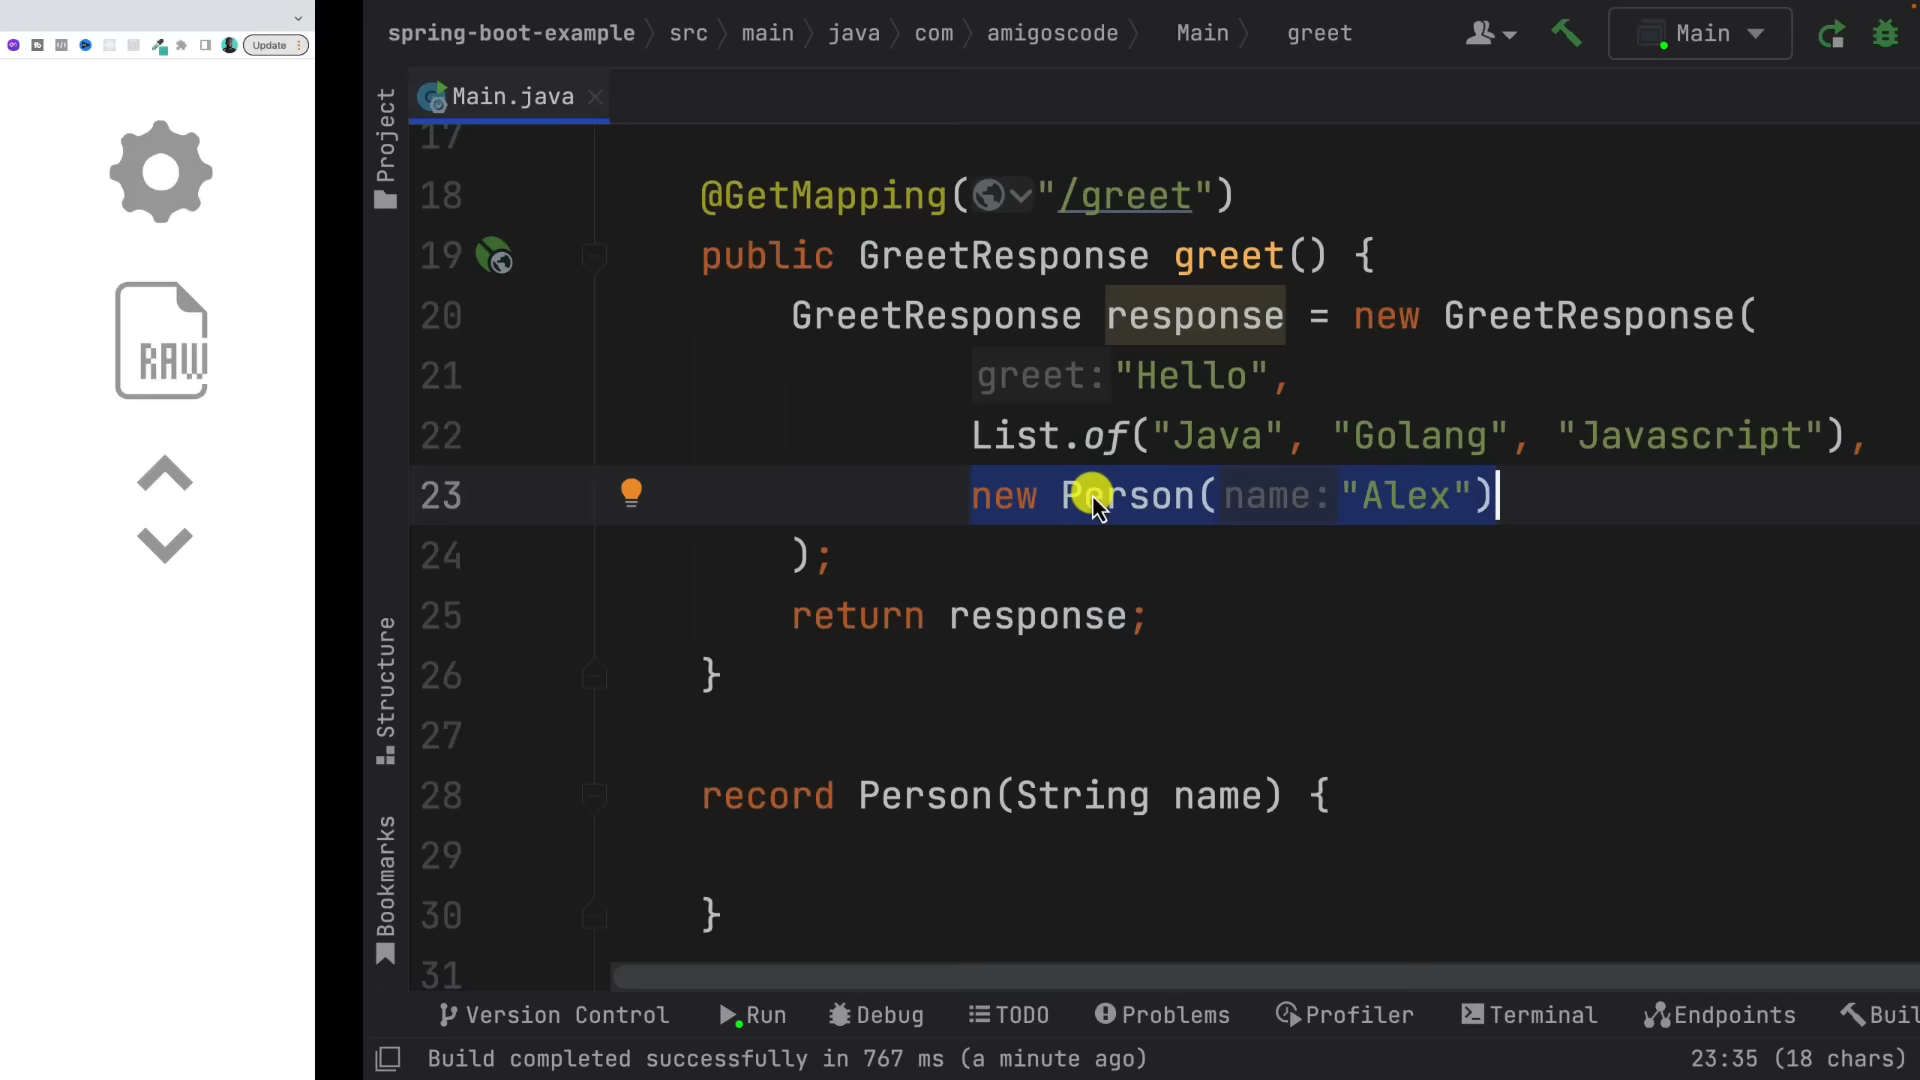 Update
RAW
spring-boot-example src main java com amigoscode Main greet
Main
Main.java
Project
Structure
Bookmarks
17
18 @GetMapping("/greet")
19 public GreetResponse greet() {
20 GreetResponse response = new GreetResponse(
21 greet: "Hello",
22 List.of("Java", "Golang", "Javascript"),
23 new Person( name: "Alex")
24 );
25 return response;
26 }
27
28 record Person(String name) {
29
30 }
31
Version Control Run Debug TODO Problems Profiler Terminal Endpoints Buil
Build completed successfully in 767 ms (a minute ago) 23:35 (18 chars)